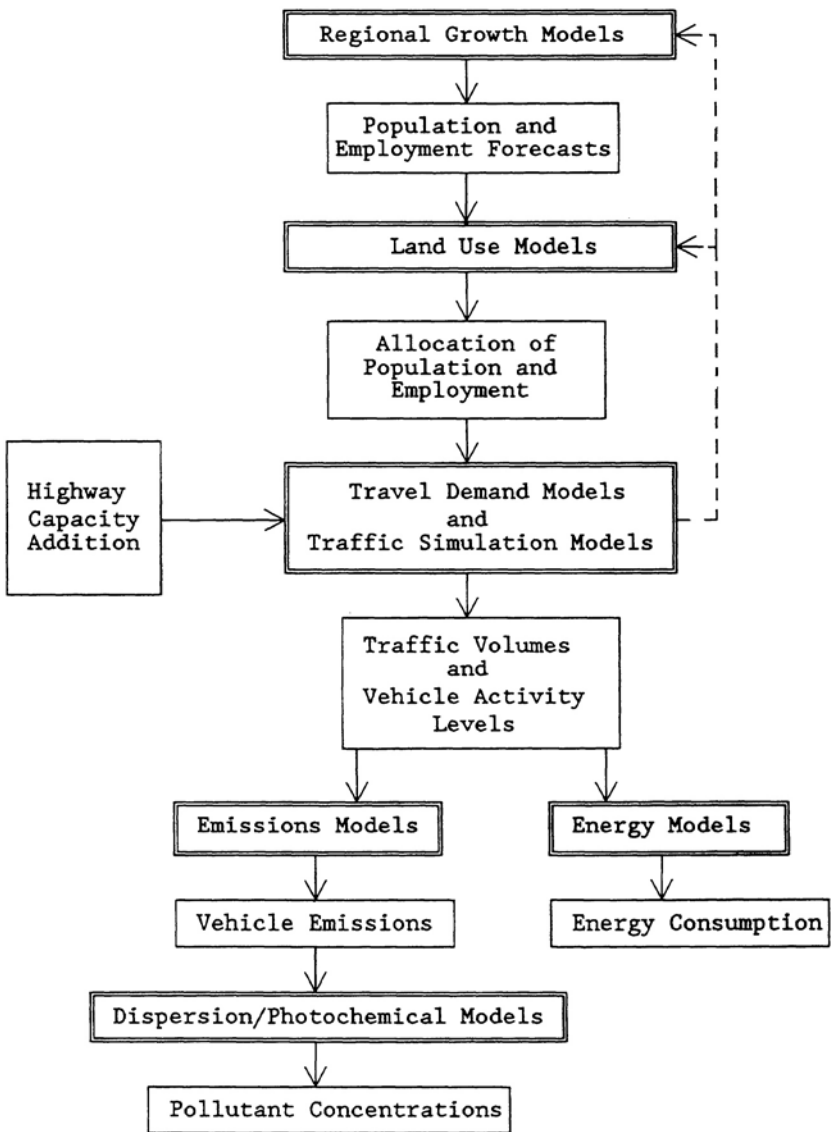 Regional Growth Models
Population and
Employment Forecasts
Land Use Models
Allocation of
Population and
Employment
Highway
Capacity
Addition
Travel Demand Models
and
Traffic Simulation Models
Traffic Volumes
and
Vehicle Activity
Levels
Emissions Models
Energy Models
Vehicle Emissions
Energy Consumption
Dispersion/Photochemical Models
Pollutant Concentrations